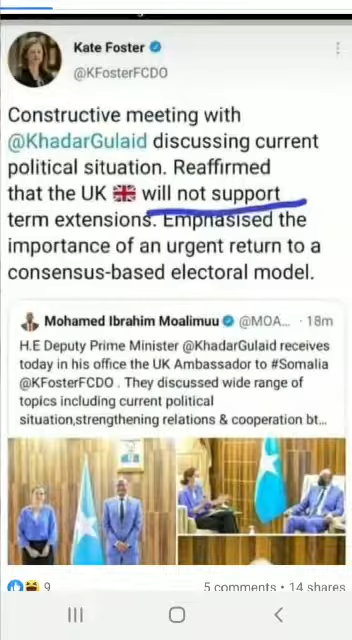 Kate Foster
@KFosterFCDO
Constructive meeting with
@KhadarGulaid discussing current
political situation. Reaffirmed
that the UK 🇬🇧 will not support
term extensions. Emphasised the
importance of an urgent return to a
consensus-based electoral model.
Mohamed Ibrahim Moalimuu @MOA... · 18m
H.E Deputy Prime Minister @KhadarGulaid receives
today in his office the UK Ambassador to #Somalia
@KFosterFCDO . They discussed wide range of
topics including current political
situation,strengthening relations & cooperation bt...
9
5 comments • 14 shares